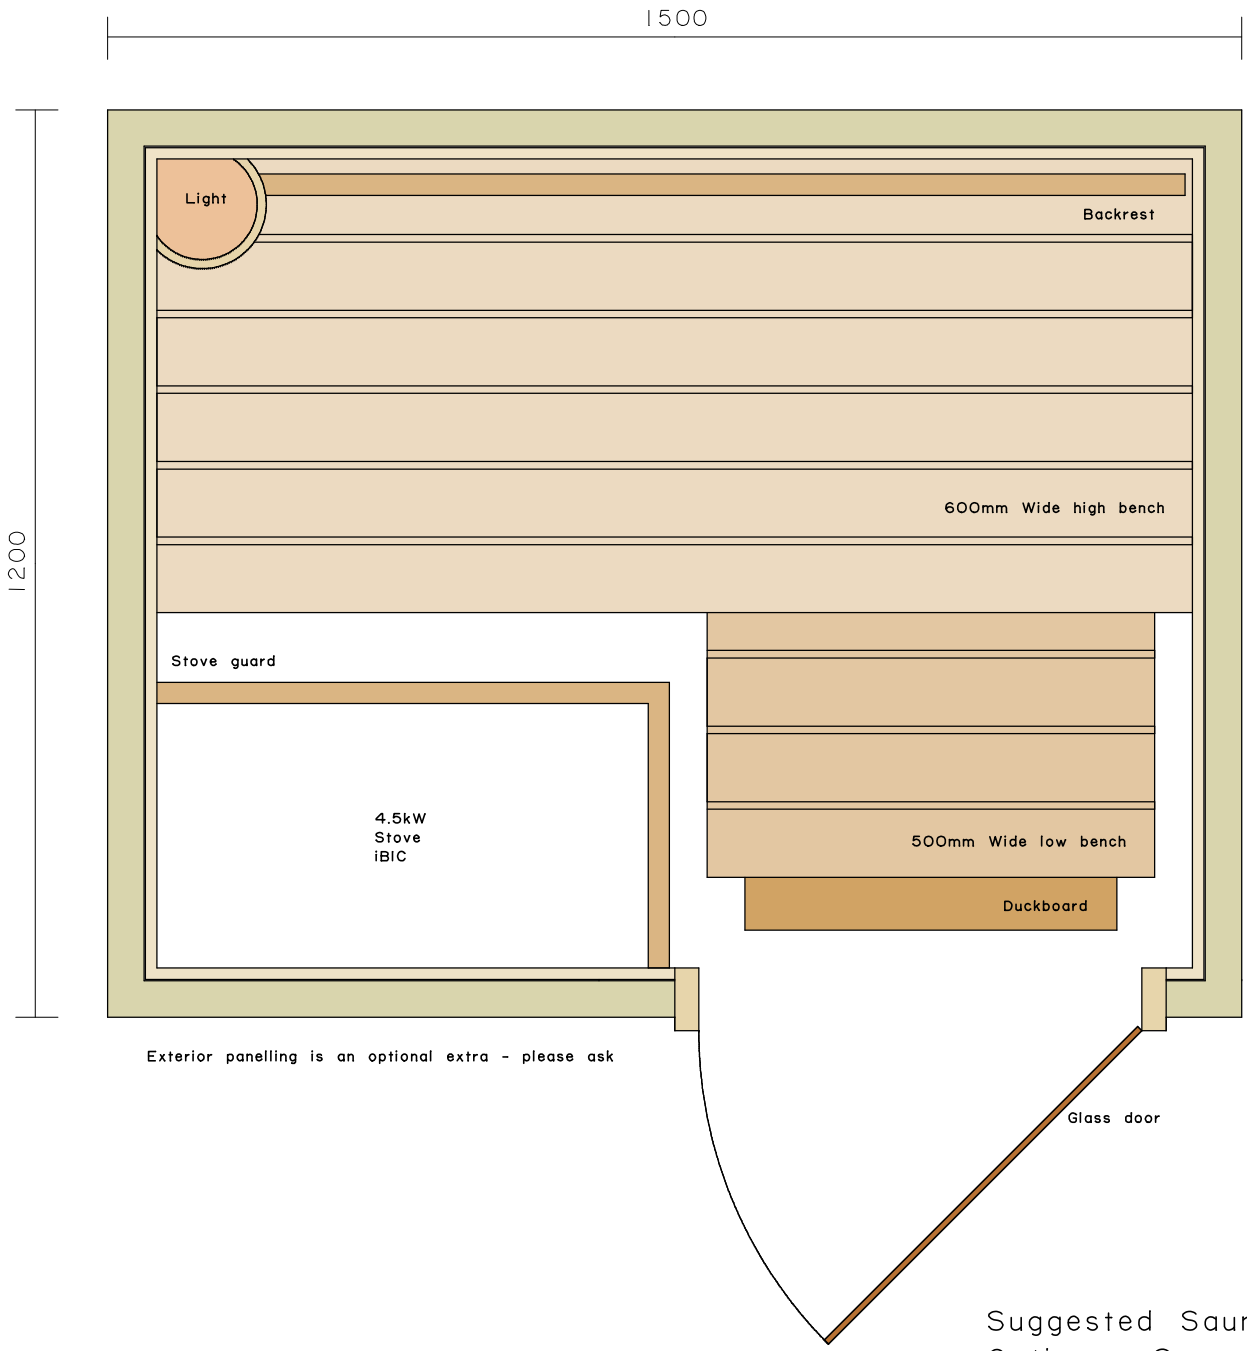 1500
Light
Backrest
600mm Wide high bench
1200
Stove guard
4.5kW
Stove
iBIC
500mm Wide low bench
Duckboard
Exterior panelling is an optional extra - please ask
Glass door
Suggested